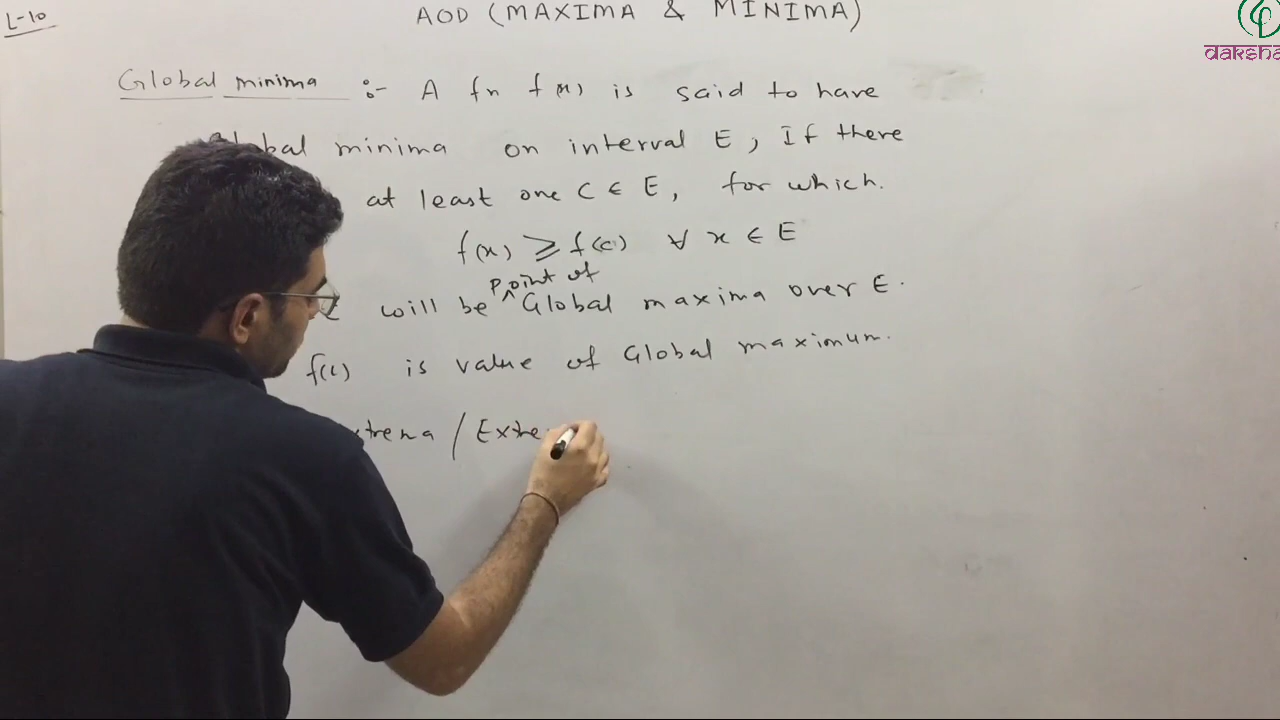 L-10
AOD (MAXIMA & MINIMA)
daksha
Global minima :- A fn f(x) is said to have
Global minima on interval E, If there
at least one C ∈ E, for which.
f(x) ≥ f(c) ∀ x ∈ E
point of
will be ^ Global maxima over E.
f(c) is value of Global maximum.
xtrema / Extre